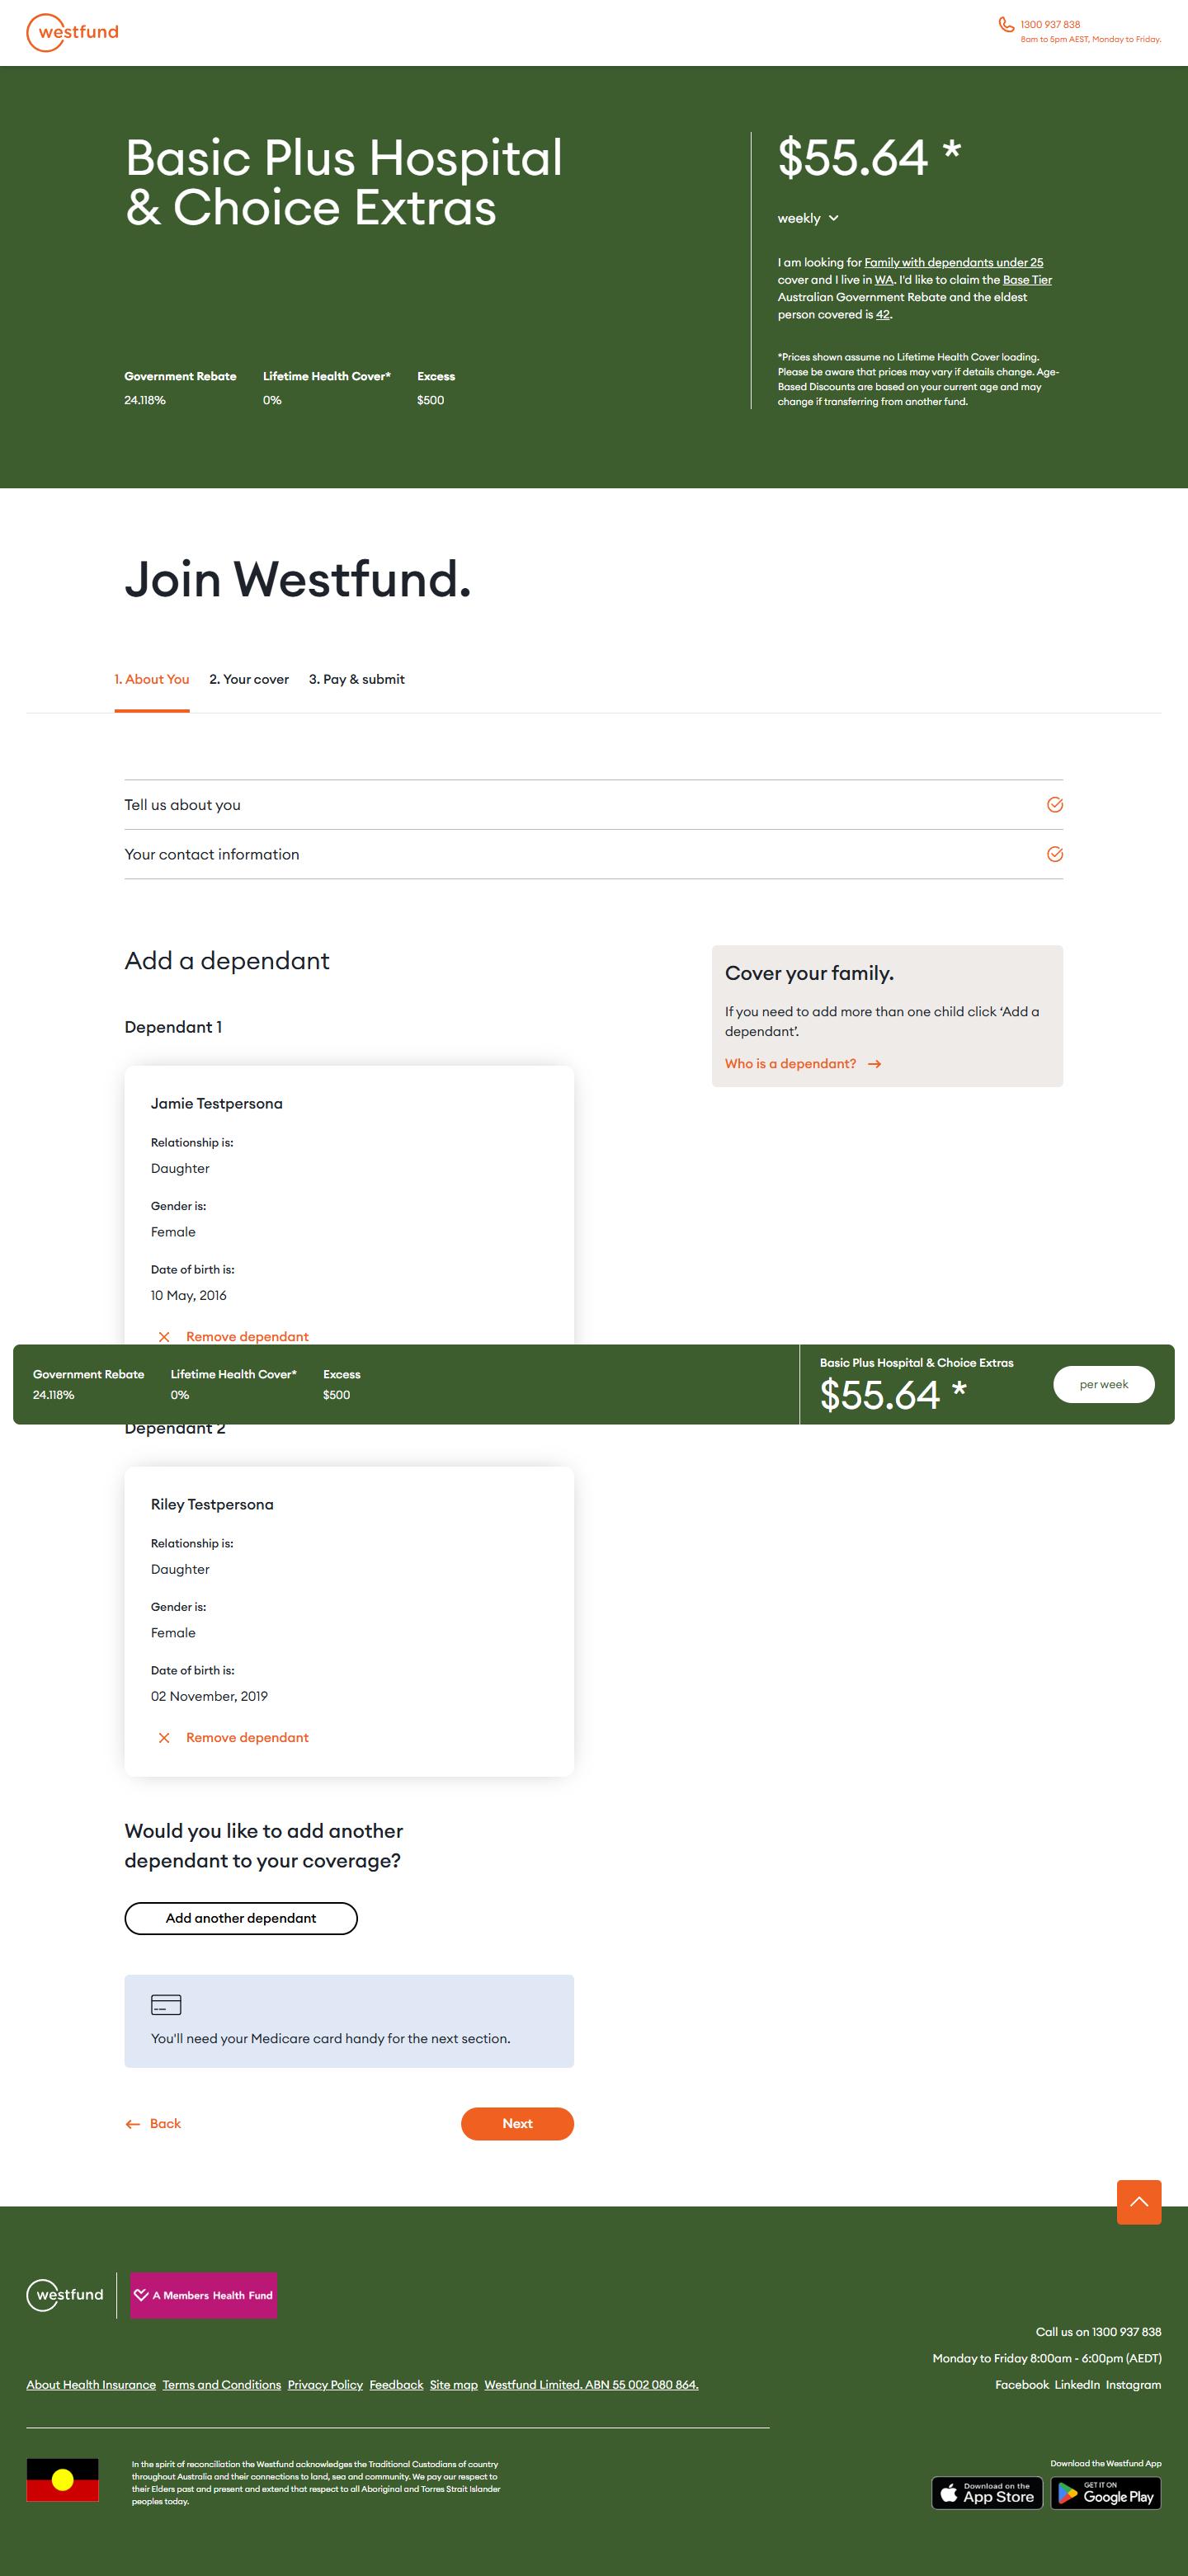 westfund
1300 937 838
8am to 5pm AEST, Monday to Friday.
Basic Plus Hospital
& Choice Extras
$55.64 *
weekly
I am looking for Family with dependants under 25
cover and I live in WA. I'd like to claim the Base Tier
Australian Government Rebate and the eldest
person covered is 42.
*Prices shown assume no Lifetime Health Cover loading.
Please be aware that prices may vary if details change. Age-
Based Discounts are based on your current age and may
change if transferring from another fund.
Government Rebate Lifetime Health Cover* Excess
24.118% 0% $500
Join Westfund.
1. About You 2. Your cover 3. Pay & submit
Tell us about you
Your contact information
Add a dependant
Cover your family.
If you need to add more than one child click ‘Add a
dependant’.
Who is a dependant?
Dependant 1
Jamie Testpersona
Relationship is:
Daughter
Gender is:
Female
Date of birth is:
10 May, 2016
Remove dependant
Government Rebate Lifetime Health Cover* Excess
24.118% 0% $500
Basic Plus Hospital & Choice Extras
$55.64 *
per week
Dependant 2
Riley Testpersona
Relationship is:
Daughter
Gender is:
Female
Date of birth is:
02 November, 2019
Remove dependant
Would you like to add another
dependant to your coverage?
Add another dependant
You'll need your Medicare card handy for the next section.
Back
Next
westfund
A Members Health Fund
Call us on 1300 937 838
Monday to Friday 8:00am - 6:00pm (AEDT)
About Health Insurance Terms and Conditions Privacy Policy Feedback Site map Westfund Limited. ABN 55 002 080 864.
Facebook LinkedIn Instagram
In the spirit of reconciliation the Westfund acknowledges the Traditional Custodians of country
throughout Australia and their connections to land, sea and community. We pay our respect to
their Elders past and present and extend that respect to all Aboriginal and Torres Strait Islander
peoples today.
Download the Westfund App
Download on the
App Store
GET IT ON
Google Play